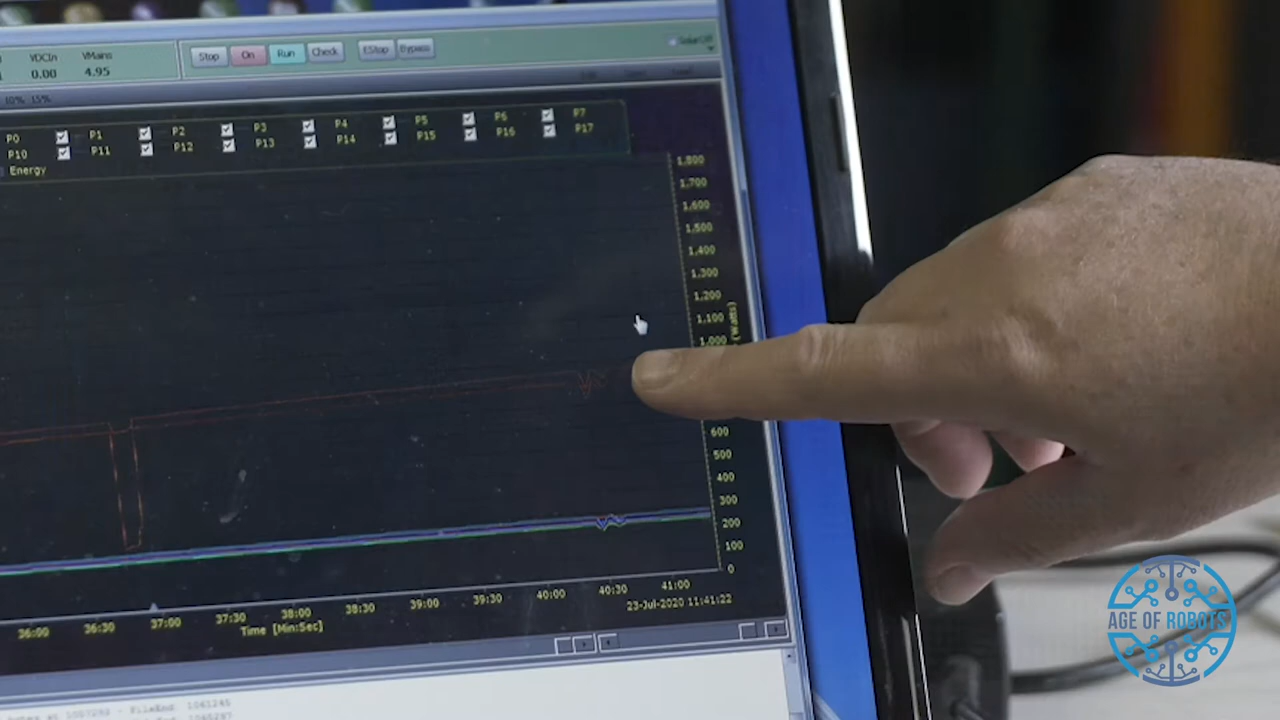 VDCIn VMains
0.00 4.95
Stop On Run Check EStop Bypass
10% 15%
P0 P1 P2 P3 P4 P5 P6 P7
P10 P11 P12 P13 P14 P15 P16 P17
Energy
1,800
1,700
1,600
1,500
1,400
1,300
1,200
1,100
1,000
(Watts)
600
500
400
300
200
100
0
36:00 36:30 37:00 37:30 38:00 38:30 39:00 39:30 40:00 40:30 41:00
23-Jul-2020 11:41:22
Time [Min:Sec]
AGE OF ROBOTS